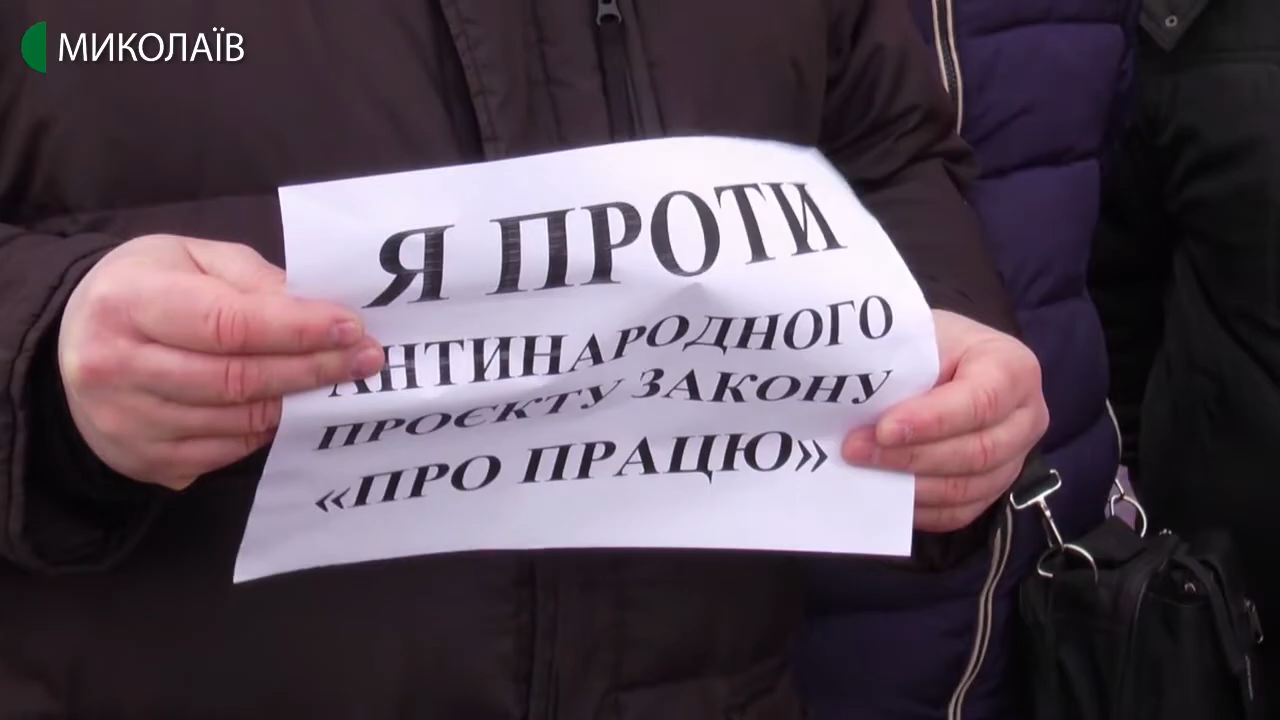 МИКОЛАЇВ
Я ПРОТИ
АНТИНАРОДНОГО
ПРОЄКТУ ЗАКОНУ
«ПРО ПРАЦЮ»